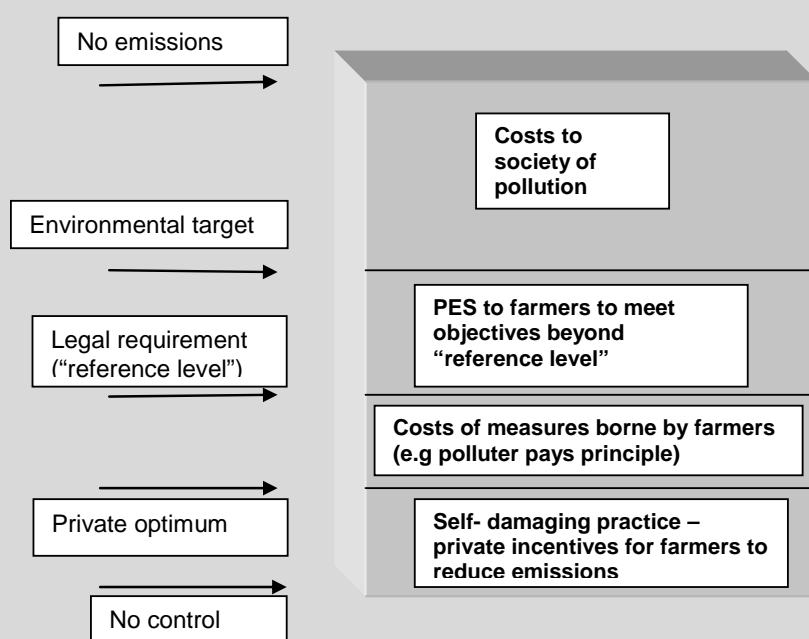 No emissions
Costs to
society of
pollution
Environmental target
PES to farmers to meet
objectives beyond
“reference level”
Legal requirement
(“reference level”)
Costs of measures borne by farmers
(e.g polluter pays principle)
Private optimum
Self- damaging practice –
private incentives for farmers to
reduce emissions
No control